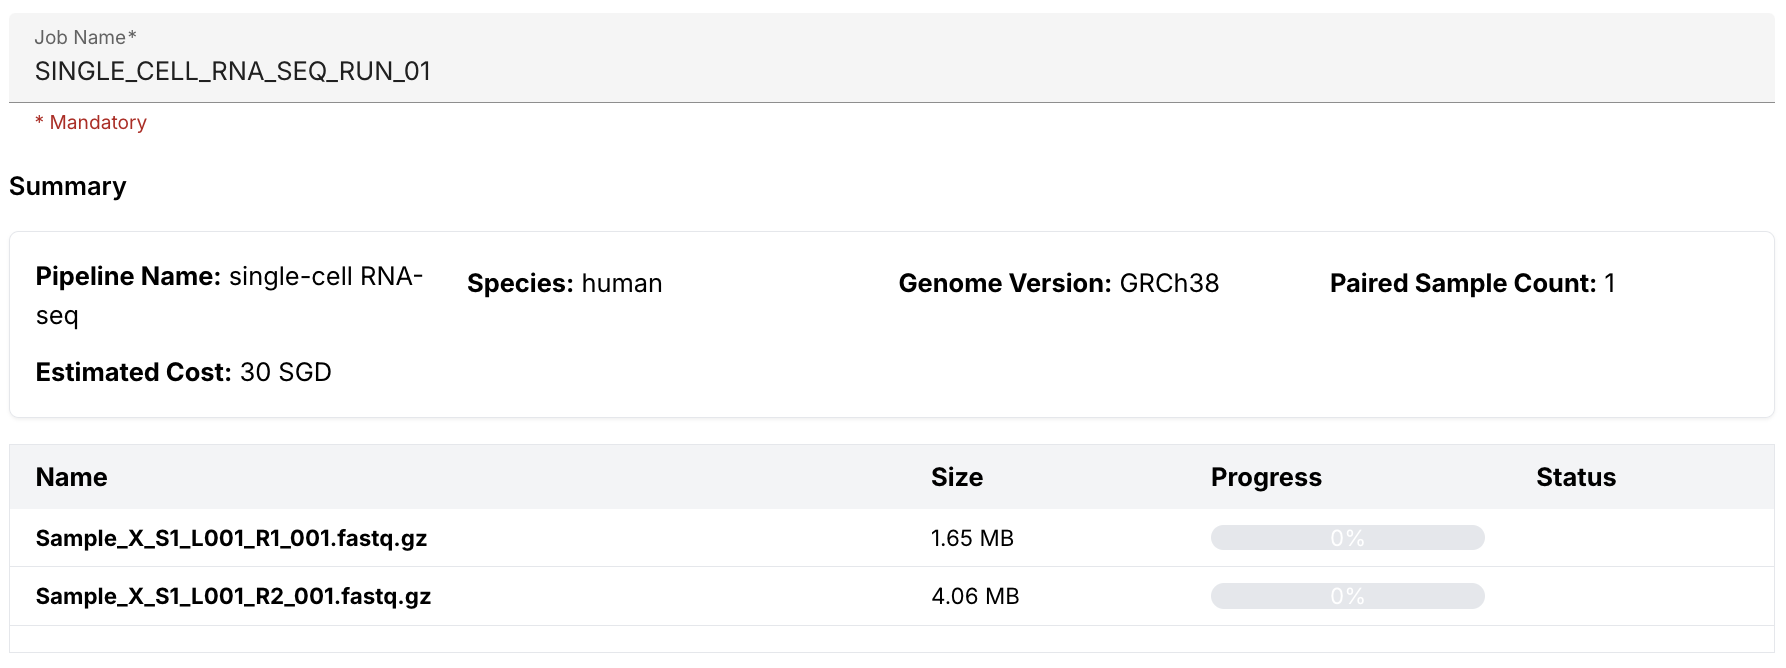 Job Name*
SINGLE_CELL_RNA_SEQ_RUN_01
* Mandatory
Summary
Pipeline Name: single-cell RNA-
seq
Species: human
Genome Version: GRCh38
Paired Sample Count: 1
Estimated Cost: 30 SGD
Name Size Progress Status
Sample_X_S1_L001_R1_001.fastq.gz 1.65 MB 0%
Sample_X_S1_L001_R2_001.fastq.gz 4.06 MB 0%